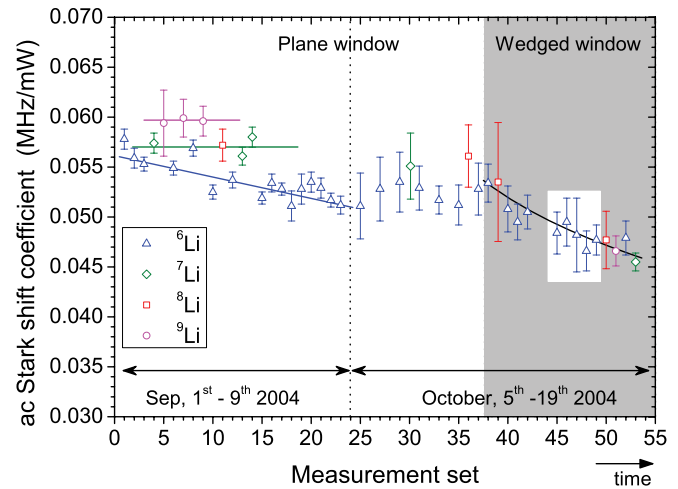 ac Stark shift coefficient (MHz/mW)
0.070
0.065
0.060
0.055
0.050
0.045
0.040
0.035
0.030
Plane window
Wedged window
⁶Li
⁷Li
⁸Li
⁹Li
Sep, 1ˢᵗ - 9ᵗʰ 2004
October, 5ᵗʰ -19ᵗʰ 2004
0 5 10 15 20 25 30 35 40 45 50 55
Measurement set
time